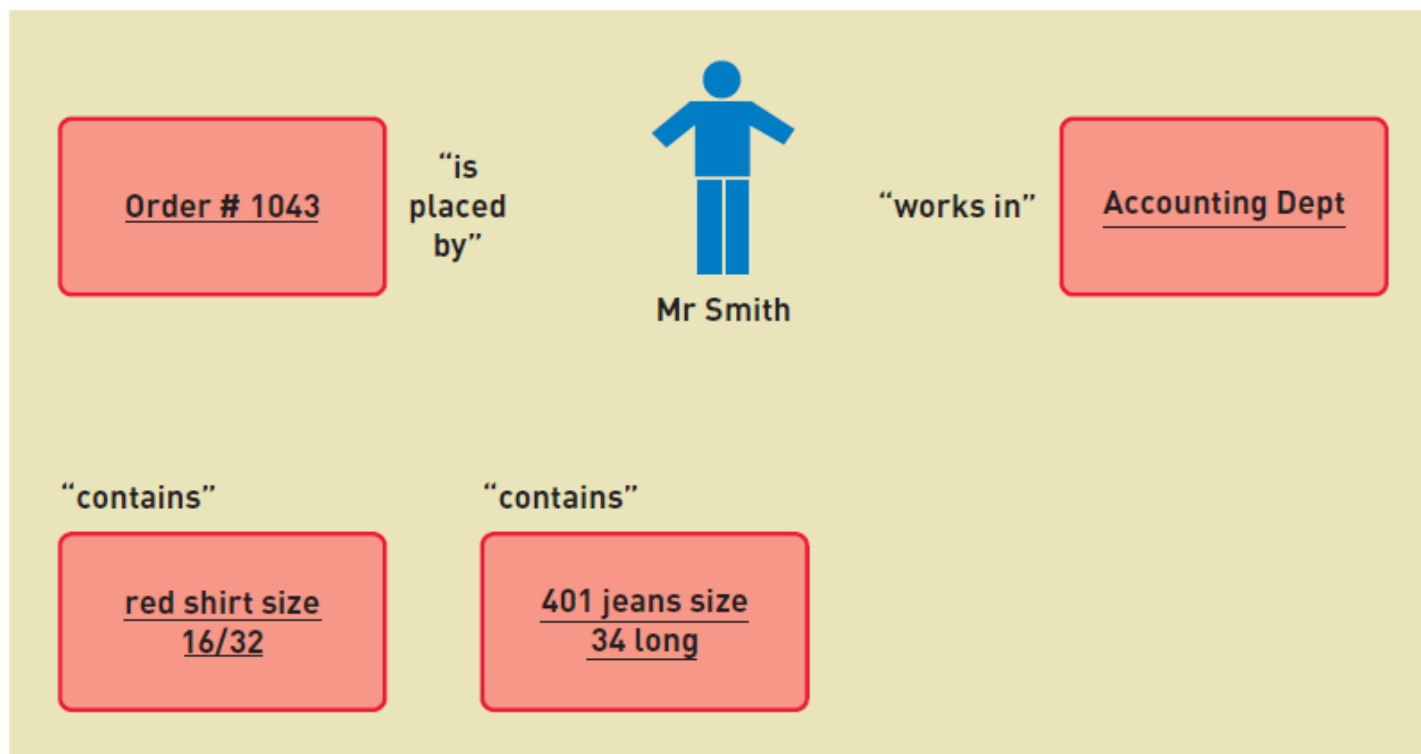 Order # 1043
“is
placed
by”
Mr Smith
“works in”
Accounting Dept
“contains”
red shirt size
16/32
“contains”
401 jeans size
34 long